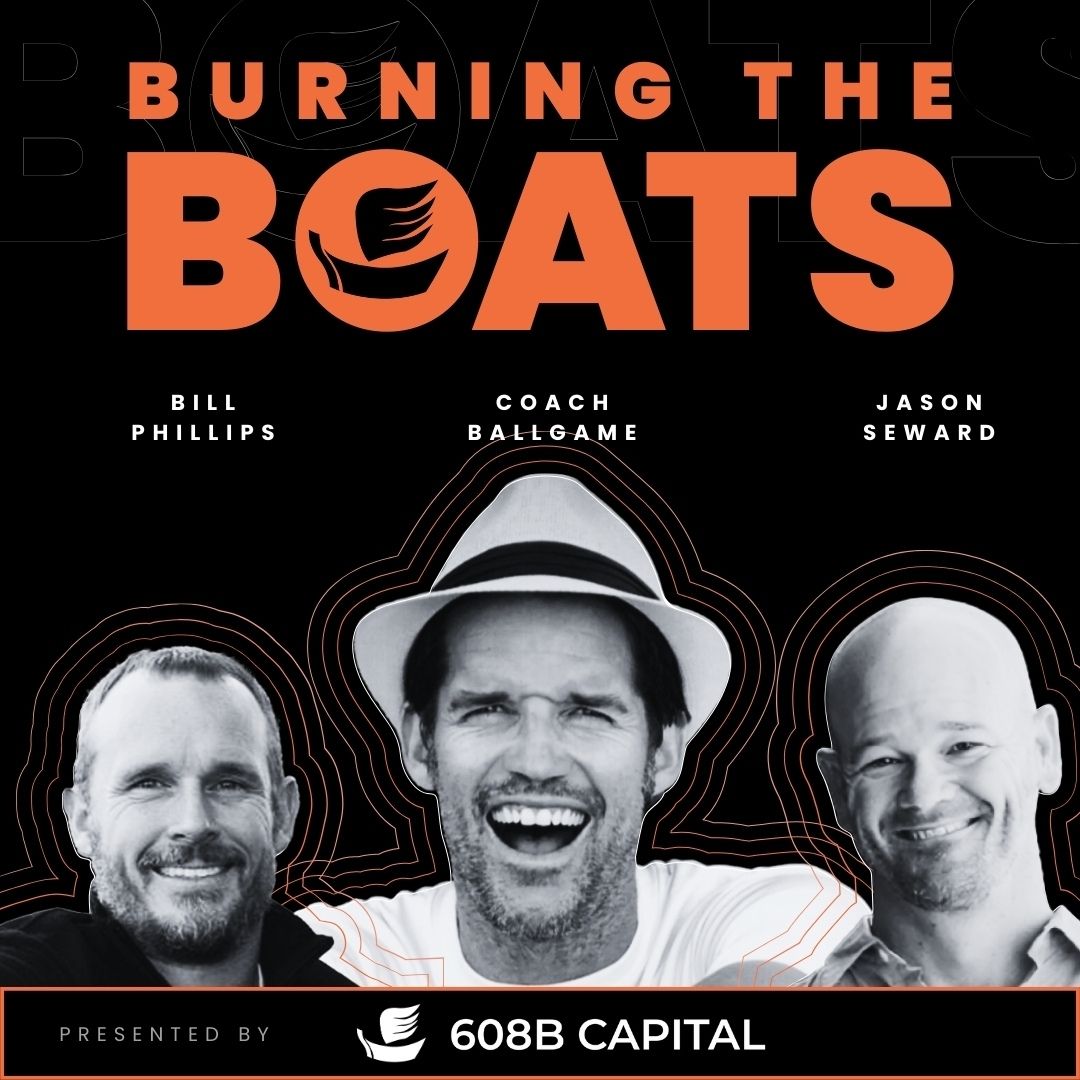 BURNING THE
BOATS
BILL
PHILLIPS
COACH
BALLGAME
JASON
SEWARD
PRESENTED BY
608B CAPITAL